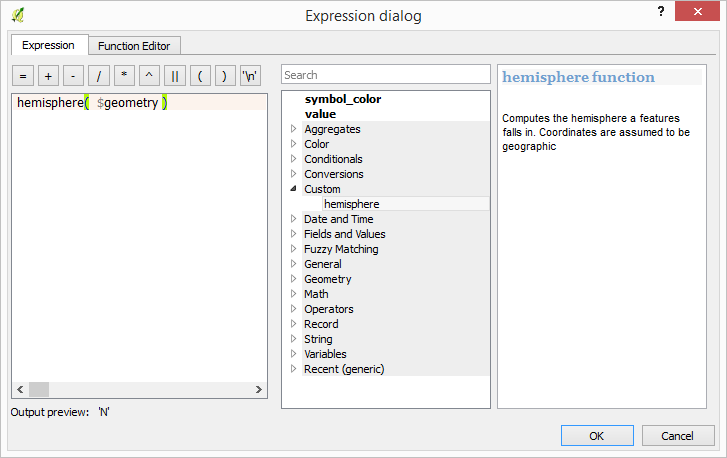 Expression dialog
?
Expression
Function Editor
= + - / * ^ || ( ) '\n'
hemisphere( $geometry )
Output preview: 'N'
Search
symbol_color
value
Aggregates
Color
Conditionals
Conversions
Custom
hemisphere
Date and Time
Fields and Values
Fuzzy Matching
General
Geometry
Math
Operators
Record
String
Variables
Recent (generic)
hemisphere function
Computes the hemisphere a features
falls in. Coordinates are assumed to be
geographic
OK
Cancel